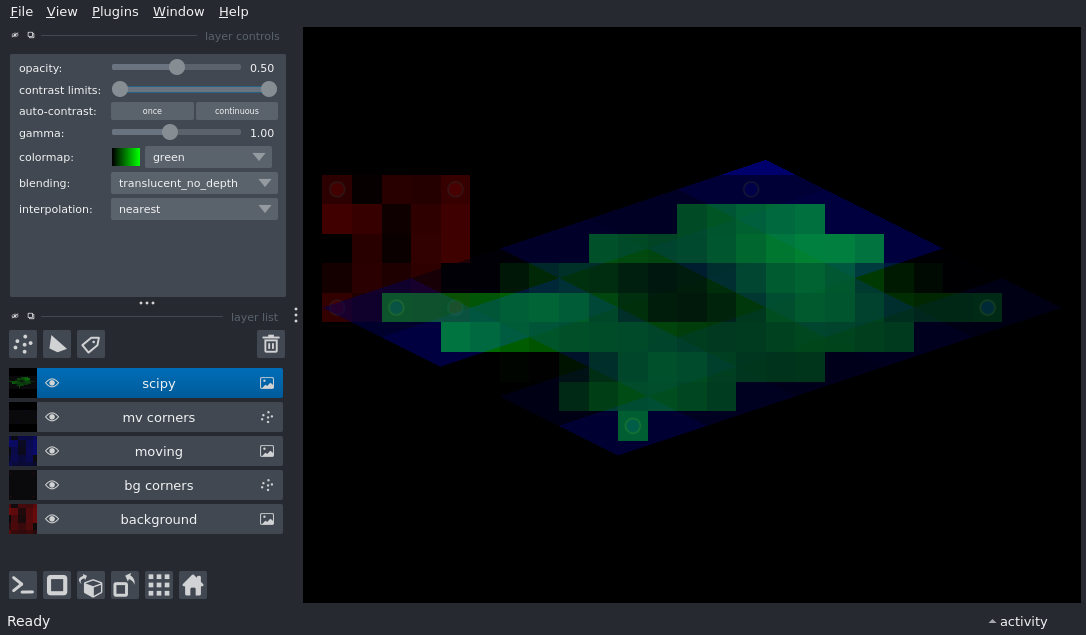 File View Plugins Window Help
layer controls
opacity: 0.50
contrast limits:
auto-contrast: once continuous
gamma: 1.00
colormap: green
blending: translucent_no_depth
interpolation: nearest
layer list
scipy
mv corners
moving
bg corners
background
Ready
activity